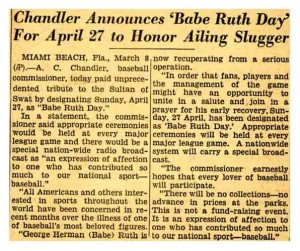 Chandler Announces 'Babe Ruth Day'
For April 27 to Honor Ailing Slugger
MIAMI BEACH, Fla., March 8
(P).—A. C. Chandler, baseball
commissioner, today paid unprece-
dented tribute to the Sultan of
Swat by designating Sunday, April
27, as "Babe Ruth Day."
In a statement, the commis-
sioner said appropriate ceremonies
would be held at every major
league game and there would be a
special nation-wide radio broad-
cast as "an expression of affection
to one who has contributed so
much to our national sport—
baseball."
"All Americans and others inter-
ested in sports throughout the
world have been concerned in re-
cent months over the illness of one
of baseball's most beloved figures.
"George Herman (Babe) Ruth is
now recuperating from a serious
operation.
"In order that fans, players and
the management of the game
might have an opportunity to
unite in a salute and join in a
prayer for his early recovery, Sun-
day, 27 April, has been designated
as 'Babe Ruth Day.' Appropriate
ceremonies will be held at every
major league game. A nationwide
system will carry a special broad-
cast.
"The commissioner earnestly
hopes that every lover of baseball
will participate.
"There will be no collections—no
advance in prices at the parks.
This is not a fund-raising event.
It is an expression of affection to
one who has contributed so much
to our national sport—baseball."